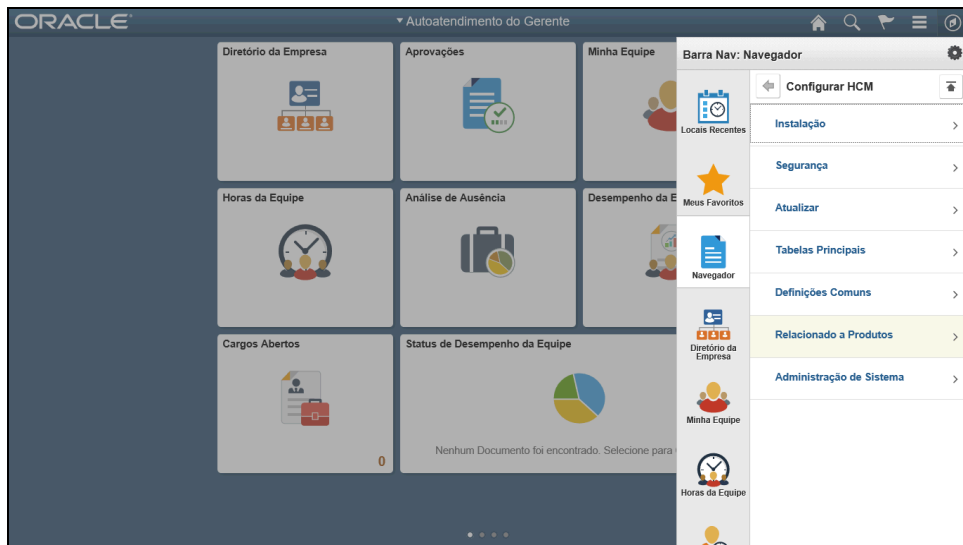 ORACLE
Autoatendimento do Gerente
Diretório da Empresa
Aprovações
Minha Equipe
Horas da Equipe
Análise de Ausência
Desempenho da E
Cargos Abertos
0
Status de Desempenho da Equipe
Nenhum Documento foi encontrado. Selecione para
Barra Nav: Navegador
Locais Recentes
Meus Favoritos
Navegador
Diretório da
Empresa
Minha Equipe
Horas da Equipe
Configurar HCM
Instalação
Segurança
Atualizar
Tabelas Principais
Definições Comuns
Relacionado a Produtos
Administração de Sistema